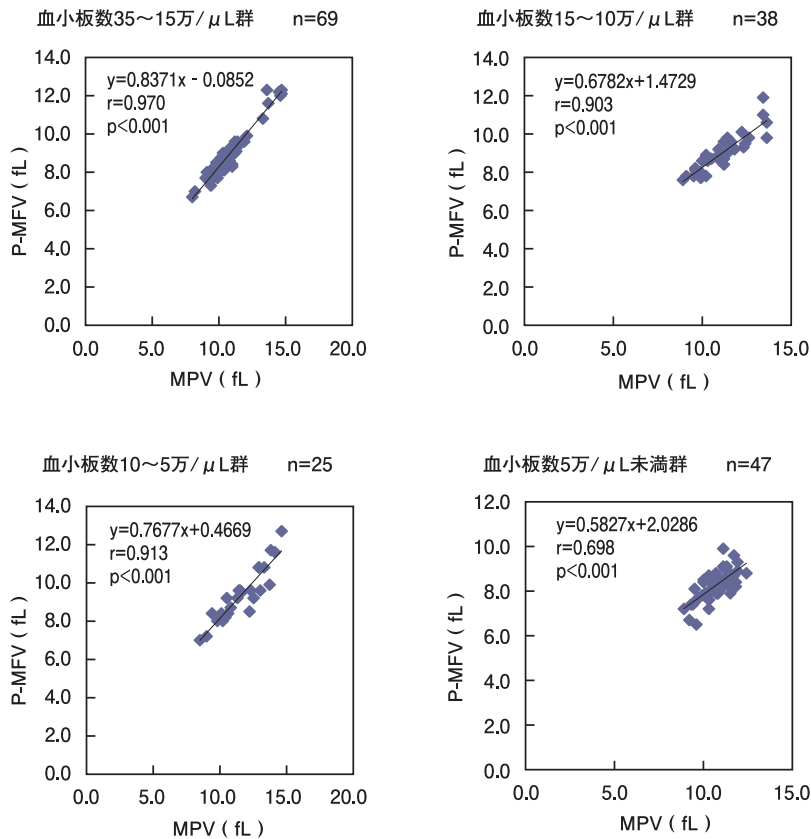 血小板数35～15万/μL群 n=69
y=0.8371x - 0.0852
r=0.970
p<0.001
14.0
12.0
10.0
8.0
6.0
4.0
2.0
0.0
P-MFV ( fL )
0.0 5.0 10.0 15.0 20.0
MPV ( fL )
血小板数15～10万/μL群 n=38
y=0.6782x+1.4729
r=0.903
p<0.001
14.0
12.0
10.0
8.0
6.0
4.0
2.0
0.0
P-MFV ( fL )
0.0 5.0 10.0 15.0
MPV ( fL )
血小板数10～5万/μL群 n=25
y=0.7677x+0.4669
r=0.913
p<0.001
14.0
12.0
10.0
8.0
6.0
4.0
2.0
0.0
P-MFV ( fL )
0.0 5.0 10.0 15.0 20.0
MPV ( fL )
血小板数5万/μL未満群 n=47
y=0.5827x+2.0286
r=0.698
p<0.001
12.0
10.0
8.0
6.0
4.0
2.0
0.0
P-MFV ( fL )
0.0 5.0 10.0 15.0
MPV ( fL )